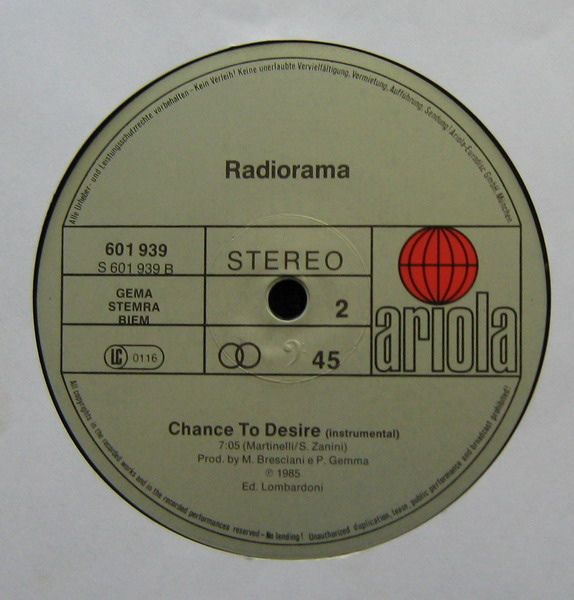 Alle Urheber- und Leistungsschutzrechte vorbehalten – Kein Verleih! Keine unerlaubte Vervielfältigung, Vermietung, Aufführung, Sendung! Ariola-Eurodisc GmbH, München
Radiorama
601 939
S 601 939 B
STEREO
GEMA
STEMRA
BIEM
2
LC 0116
45
ariola
Chance To Desire (instrumental)
7:05 (Martinelli/S. Zanini)
Prod. by M. Bresciani e P. Gemma
℗ 1985
Ed. Lombardoni
All copyrights in the recorded works and in the recorded performances reserved – No lending! Unauthorized duplication, lease, public performance and broadcast prohibited!